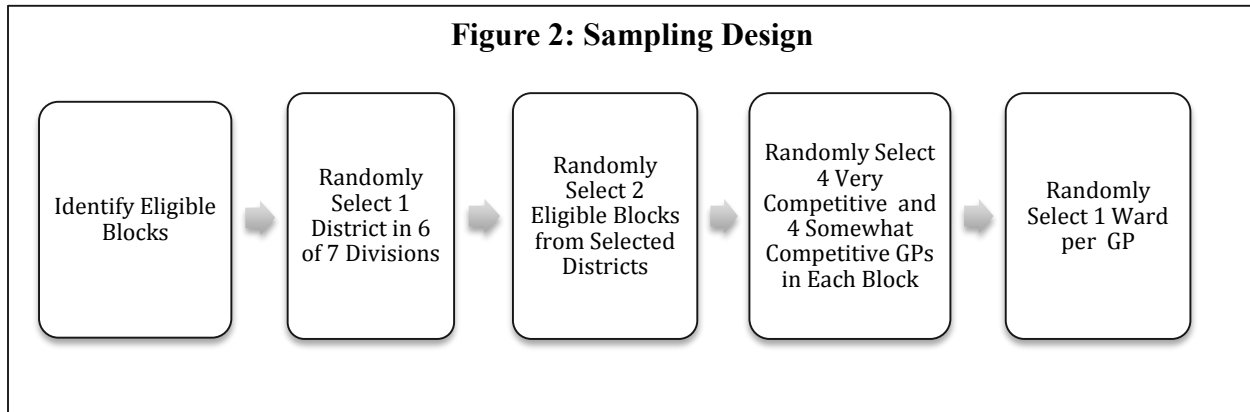 Figure 2: Sampling Design
Identify Eligible
Blocks
Randomly
Select 1
District in 6
of 7 Divisions
Randomly
Select 2
Eligible Blocks
from Selected
Districts
Randomly Select
4 Very
Competitive and
4 Somewhat
Competitive GPs
in Each Block
Randomly
Select 1 Ward
per GP